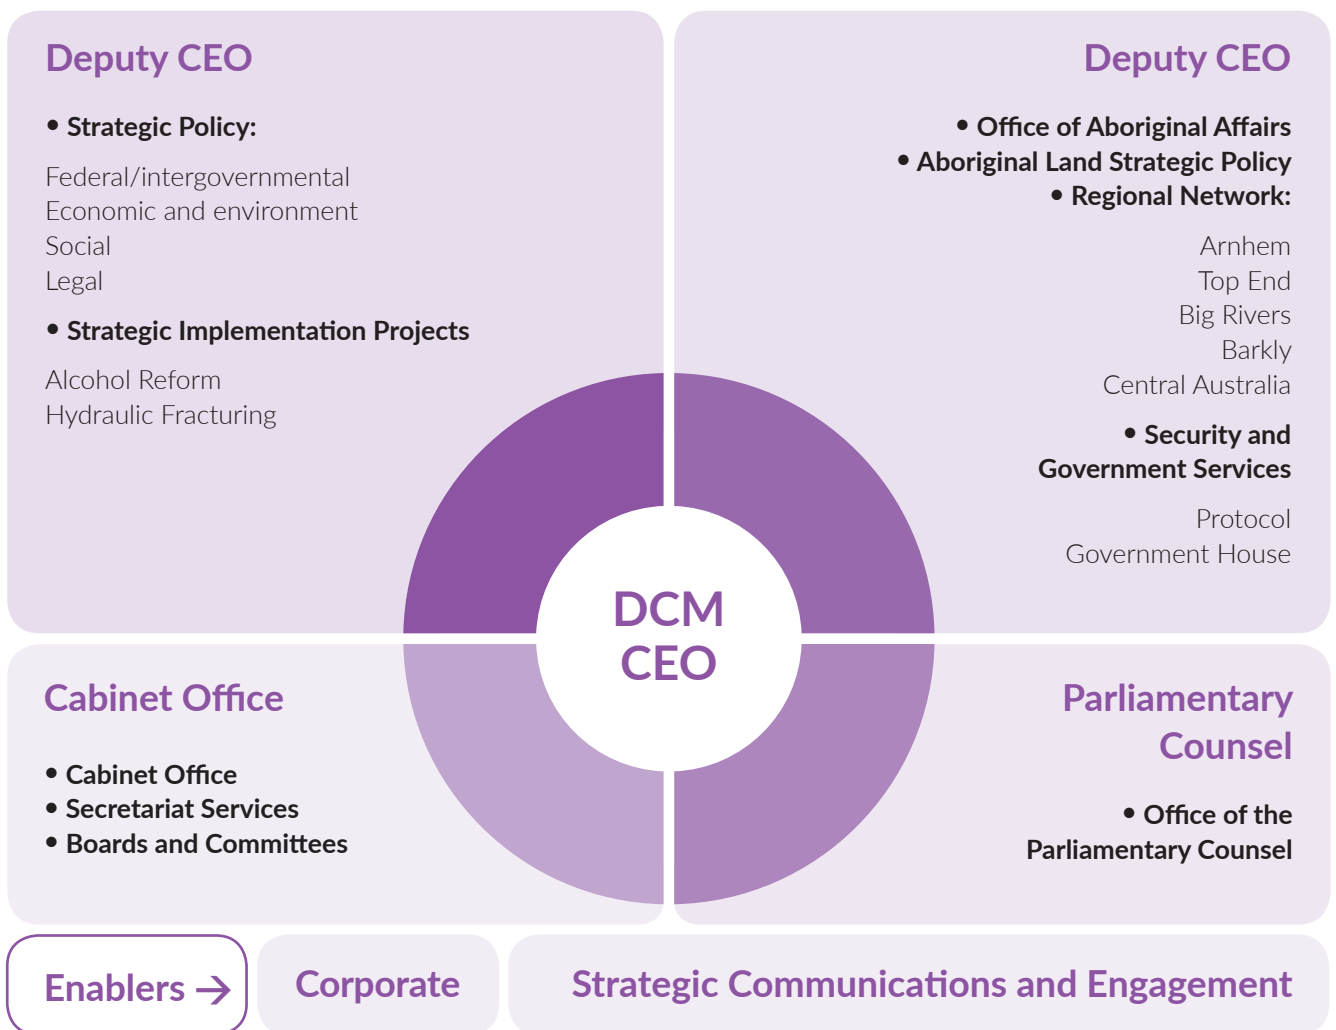 Deputy CEO
• Strategic Policy:
Federal/intergovernmental
Economic and environment
Social
Legal
• Strategic Implementation Projects
Alcohol Reform
Hydraulic Fracturing
Deputy CEO
• Office of Aboriginal Affairs
• Aboriginal Land Strategic Policy
• Regional Network:
Arnhem
Top End
Big Rivers
Barkly
Central Australia
• Security and
Government Services
Protocol
Government House
DCM
CEO
Cabinet Office
• Cabinet Office
• Secretariat Services
• Boards and Committees
Parliamentary
Counsel
• Office of the
Parliamentary Counsel
Enablers →
Corporate
Strategic Communications and Engagement